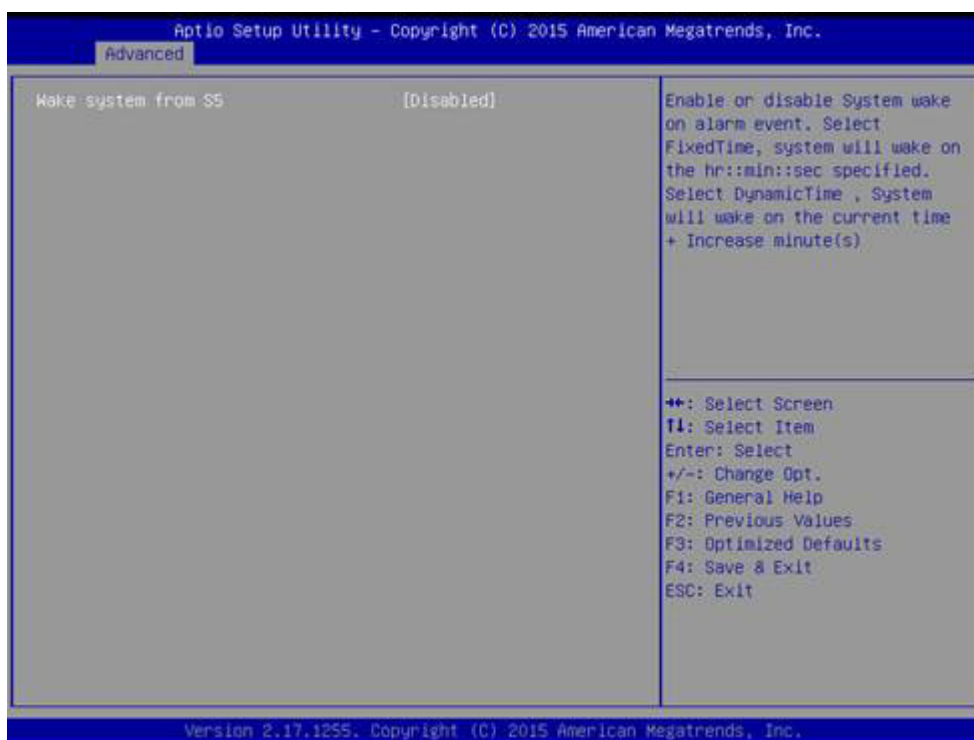 Aptio Setup Utility - Copyright (C) 2015 American Megatrends, Inc.
Advanced
Wake system from S5 [Disabled]
Enable or disable System wake
on alarm event. Select
FixedTime, system will wake on
the hr::min::sec specified.
Select DynamicTime , System
will wake on the current time
+ Increase minute(s)
→←: Select Screen
↑↓: Select Item
Enter: Select
+/-: Change Opt.
F1: General Help
F2: Previous Values
F3: Optimized Defaults
F4: Save & Exit
ESC: Exit
Version 2.17.1255. Copyright (C) 2015 American Megatrends, Inc.